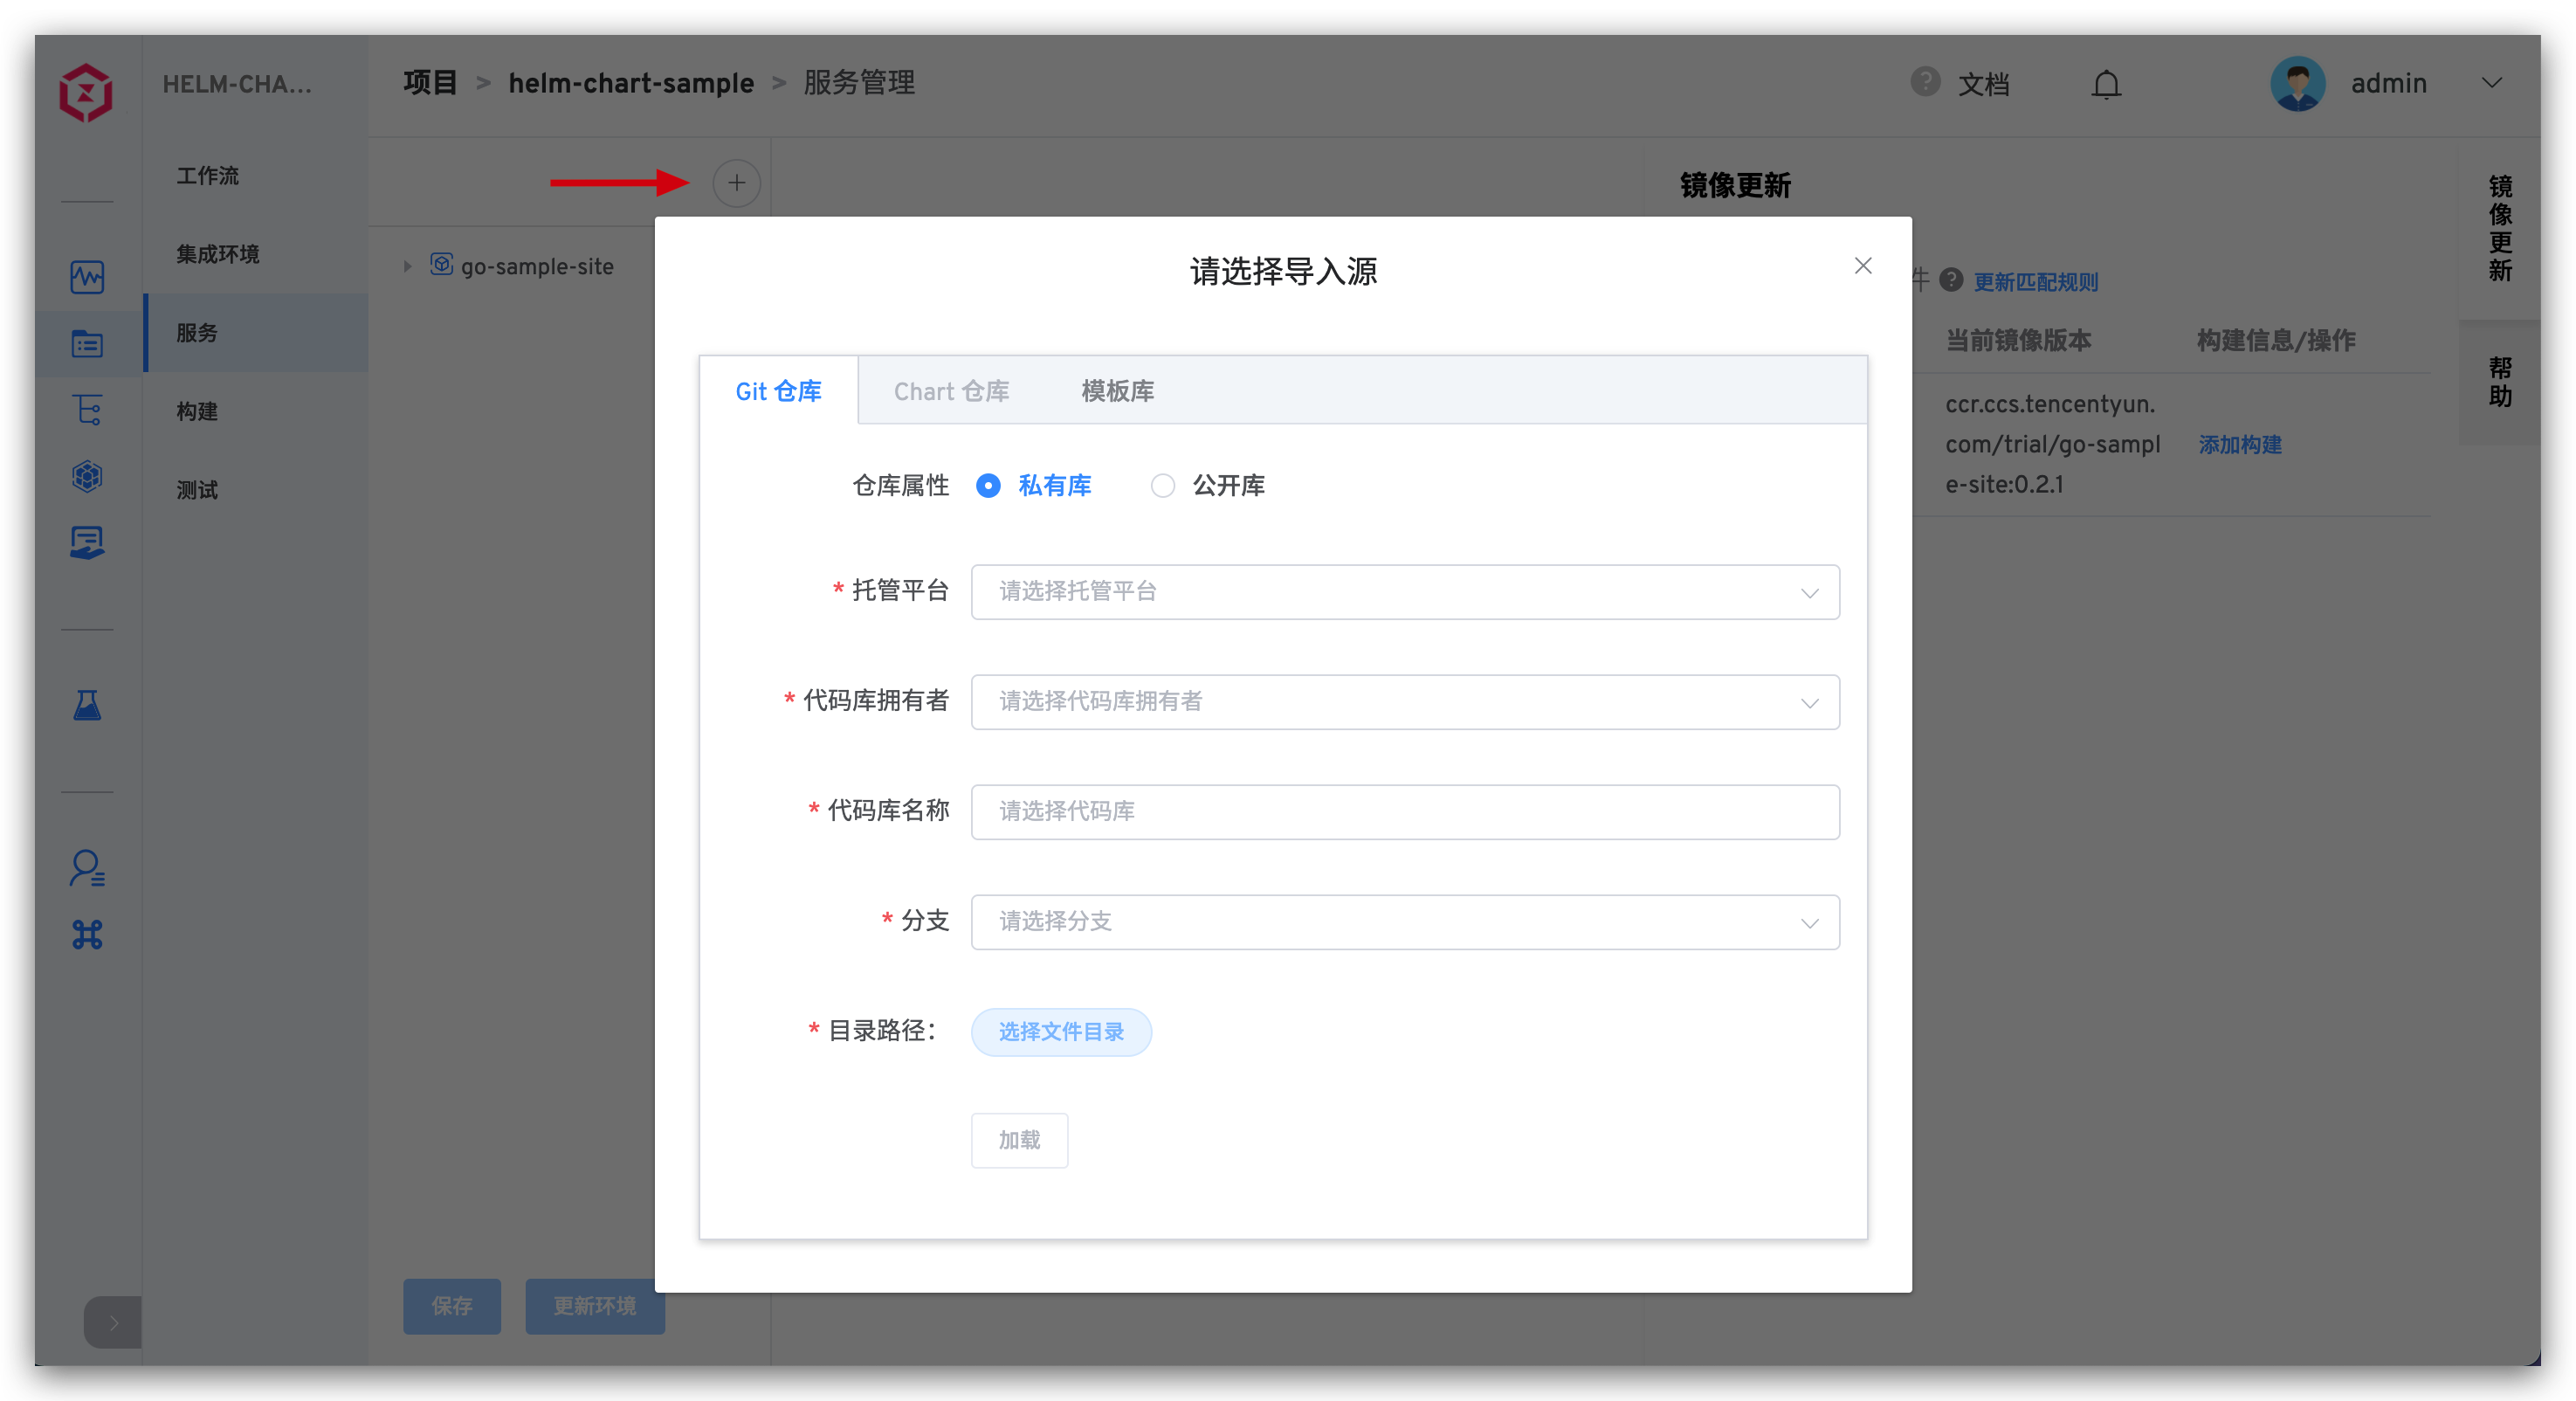 HELM-CHA...
项目 > helm-chart-sample > 服务管理
? 文档
admin
工作流
集成环境
服务
构建
测试
go-sample-site
镜像更新
件 ? 更新匹配规则
当前镜像版本 构建信息/操作
ccr.ccs.tencentyun.
com/trial/go-sampl
e-site:0.2.1
添加构建
镜像更新
帮助
请选择导入源
Git 仓库 Chart 仓库 模板库
仓库属性 私有库 公开库
* 托管平台 请选择托管平台
* 代码库拥有者 请选择代码库拥有者
* 代码库名称 请选择代码库
* 分支 请选择分支
* 目录路径： 选择文件目录
加载
保存 更新环境